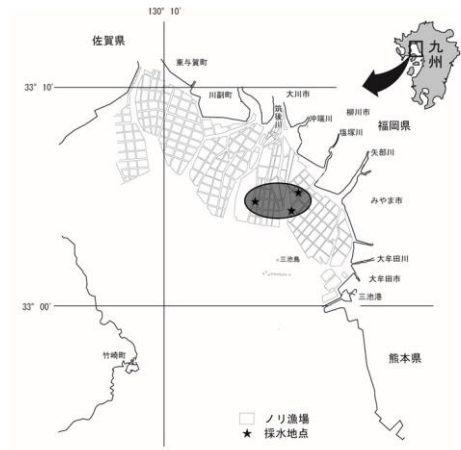 130° 10'
佐賀県
九州
東与賀町
33° 10'
川副町
大川市
筑後川
沖端川
柳川市
福岡県
塩塚川
矢部川
みやま市
三池島
大牟田川
大牟田市
三池港
33° 00'
竹崎町
熊本県
ノリ漁場
★ 採水地点